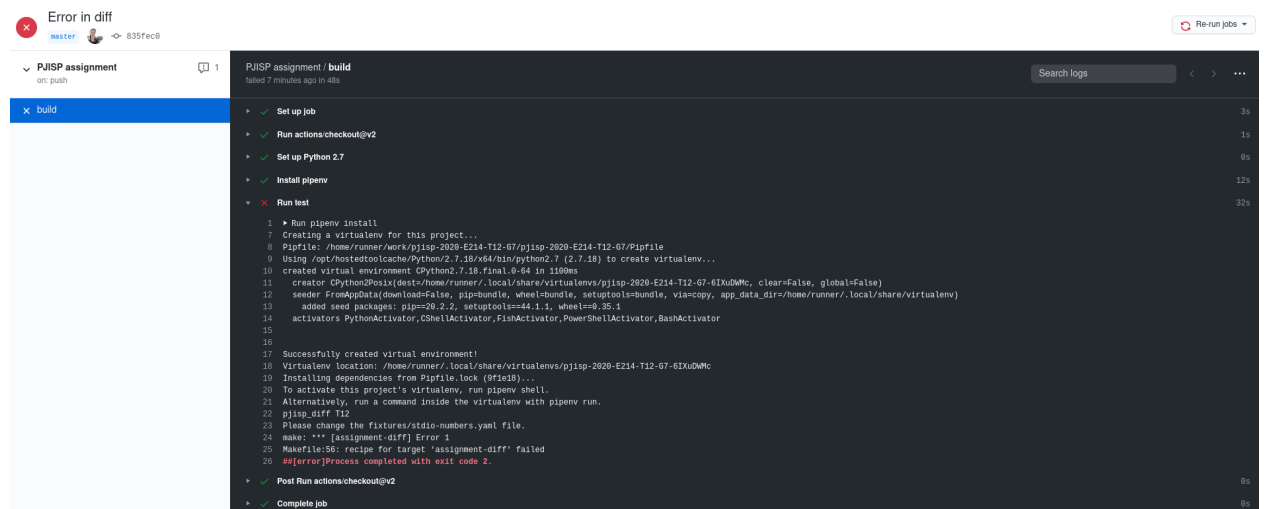 Error in diff
master 835fec0
Re-run jobs
PJISP assignment 1
on: push
build
PJISP assignment / build
failed 7 minutes ago in 48s
Search logs
Set up job 3s
Run actions/checkout@v2 1s
Set up Python 2.7 0s
Install pipenv 12s
Run test 32s
1 Run pipenv install
7 Creating a virtualenv for this project...
8 Pipfile: /home/runner/work/pjisp-2020-E214-T12-G7/pjisp-2020-E214-T12-G7/Pipfile
9 Using /opt/hostedtoolcache/Python/2.7.18/x64/bin/python2.7 (2.7.18) to create virtualenv...
10 created virtual environment CPython2.7.18.final.0-64 in 1100ms
11 creator CPython2Posix(dest=/home/runner/.local/share/virtualenvs/pjisp-2020-E214-T12-G7-6IXuDWMc, clear=False, global=False)
12 seeder FromAppData(download=False, pip=bundle, wheel=bundle, setuptools=bundle, via=copy, app_data_dir=/home/runner/.local/share/virtualenv)
13 added seed packages: pip==20.2.2, setuptools==44.1.1, wheel==0.35.1
14 activators PythonActivator,CShellActivator,FishActivator,PowerShellActivator,BashActivator
15
16
17 Successfully created virtual environment!
18 Virtualenv location: /home/runner/.local/share/virtualenvs/pjisp-2020-E214-T12-G7-6IXuDWMc
19 Installing dependencies from Pipfile.lock (9f1e18)...
20 To activate this project's virtualenv, run pipenv shell.
21 Alternatively, run a command inside the virtualenv with pipenv run.
22 pjisp_diff T12
23 Please change the fixtures/stdio-numbers.yaml file.
24 make: *** [assignment-diff] Error 1
25 Makefile:56: recipe for target 'assignment-diff' failed
26 ##[error]Process completed with exit code 2.
Post Run actions/checkout@v2 0s
Complete job 0s